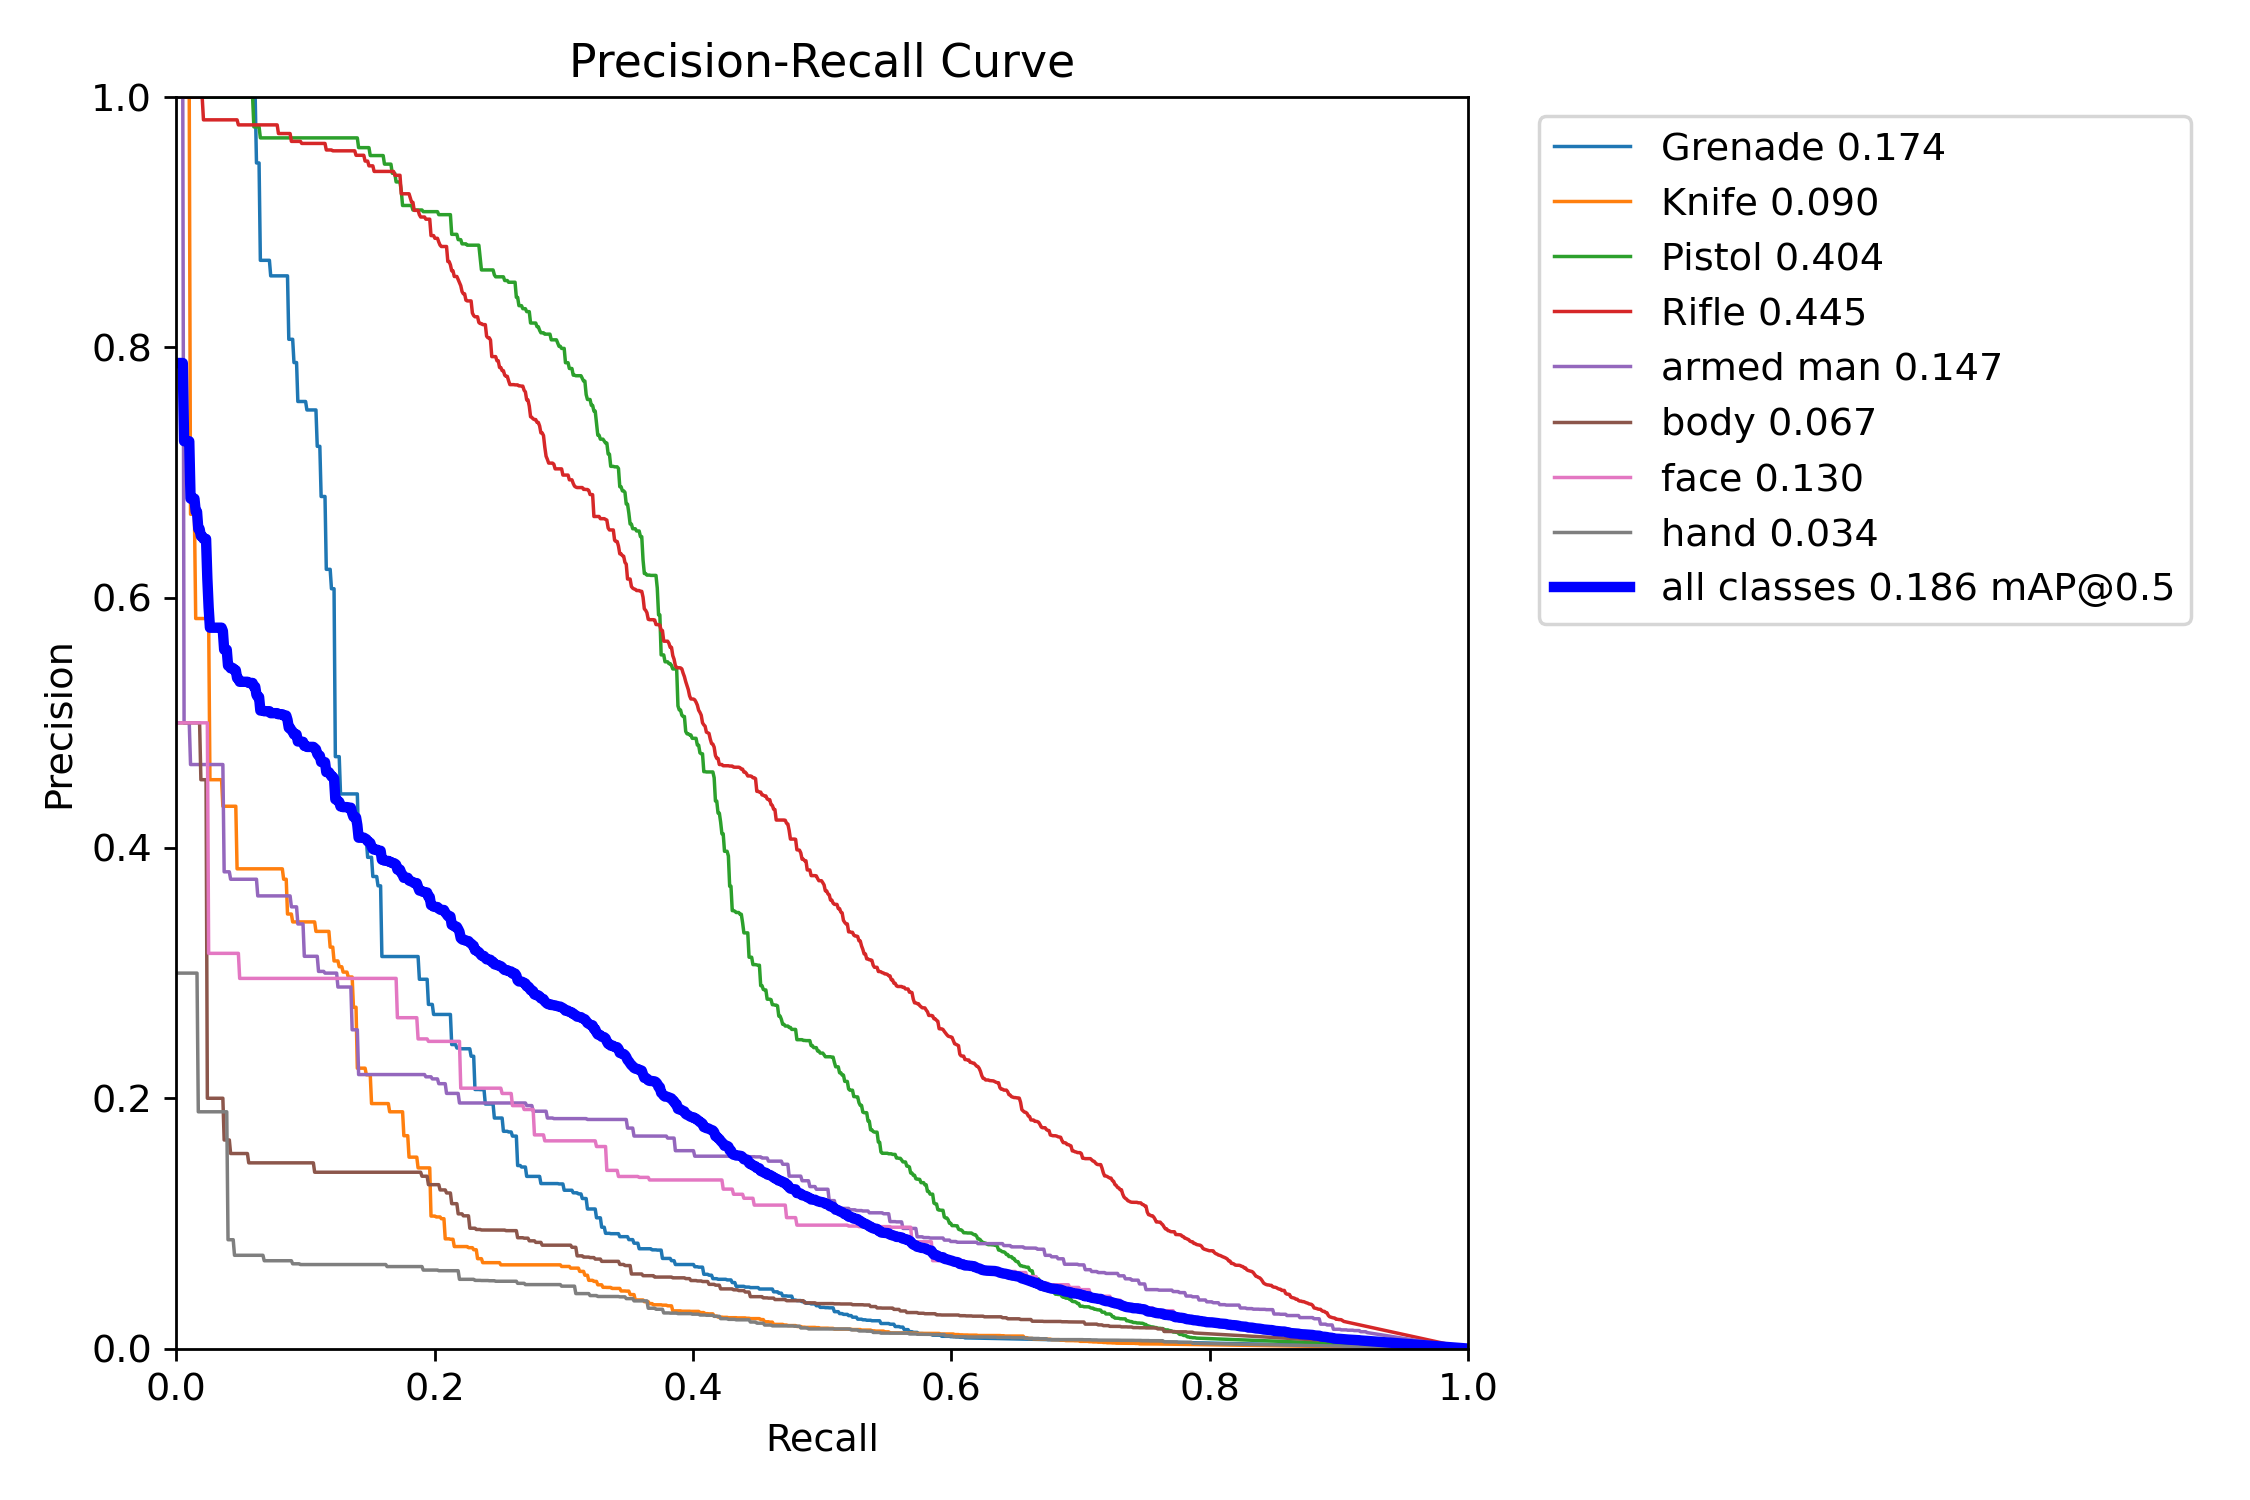 Precision-Recall Curve
1.0
0.8
0.6
0.4
0.2
0.0
Precision
0.0 0.2 0.4 0.6 0.8 1.0
Recall
Grenade 0.174
Knife 0.090
Pistol 0.404
Rifle 0.445
armed man 0.147
body 0.067
face 0.130
hand 0.034
all classes 0.186 mAP@0.5